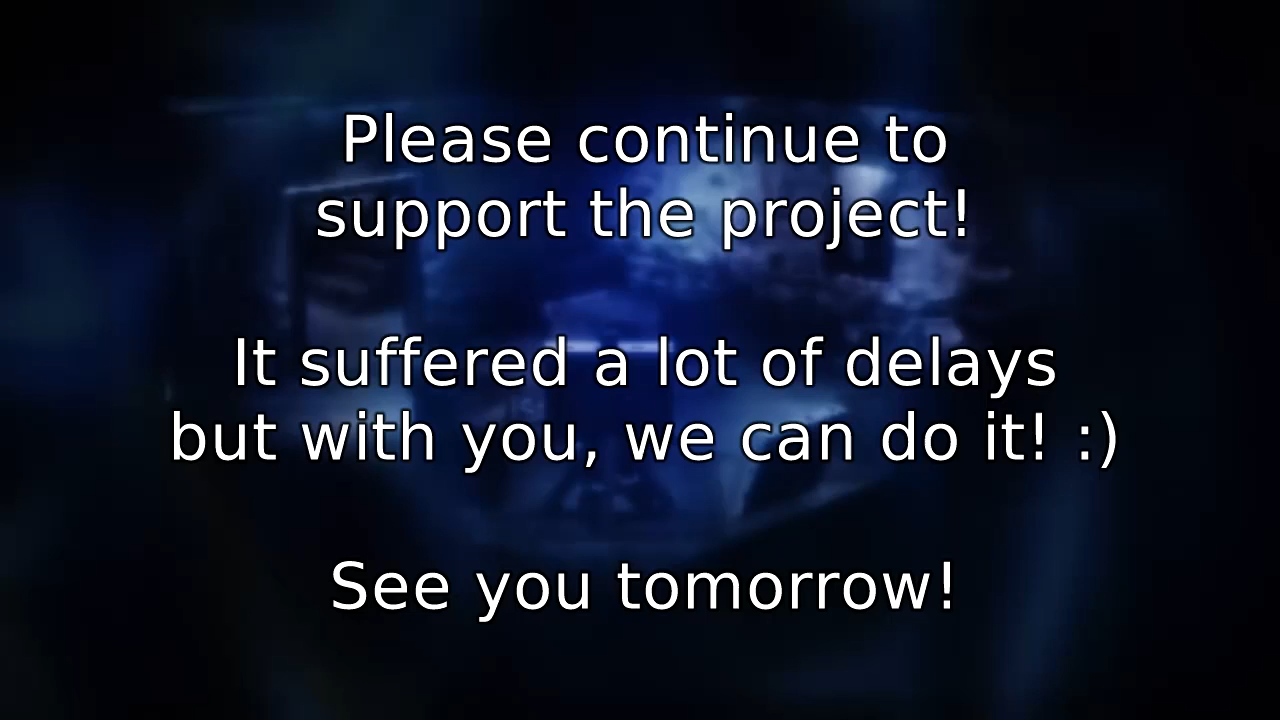 Please continue to
support the project!
It suffered a lot of delays
but with you, we can do it! :)
See you tomorrow!